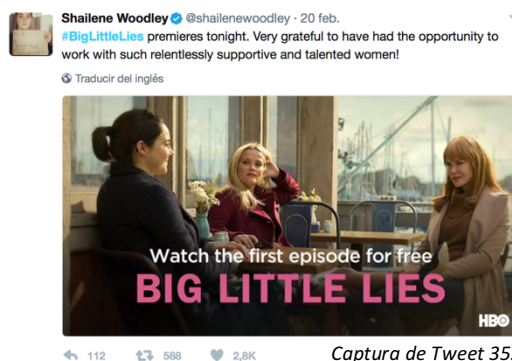 Shailene Woodley @shailenewoodley · 20 feb.
#BigLittleLies premieres tonight. Very grateful to have had the opportunity to
work with such relentlessly supportive and talented women!
Traducir del inglés
Watch the first episode for free
BIG LITTLE LIES
HBO
112 588 2,8K
Captura de Tweet 35